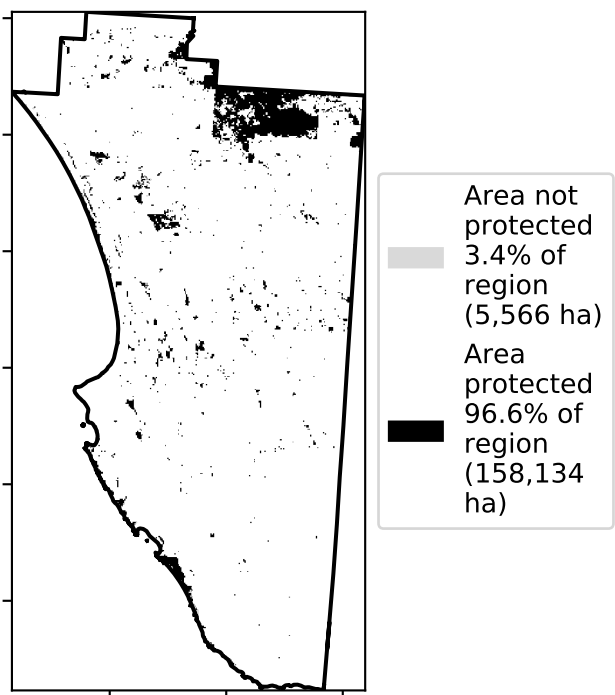 Area not
protected
3.4% of
region
(5,566 ha)
Area
protected
96.6% of
region
(158,134
ha)